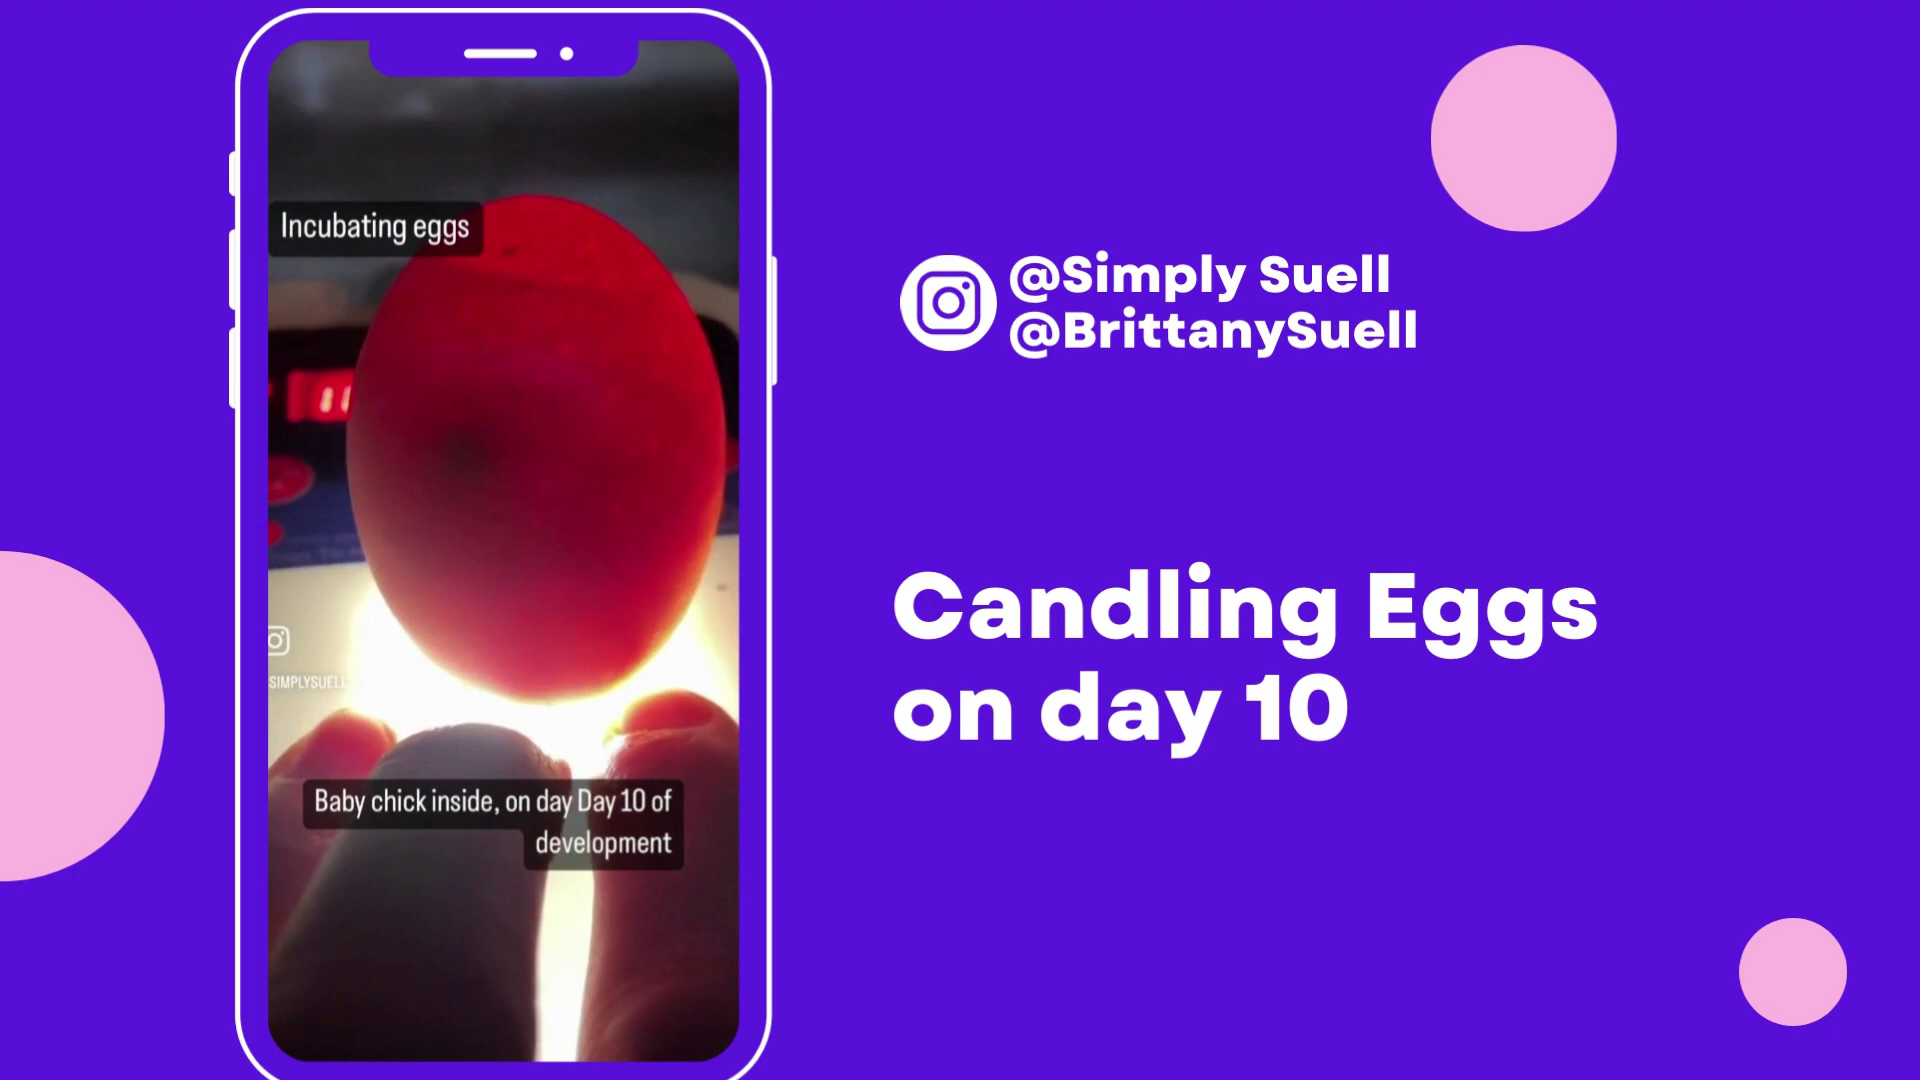 Incubating eggs
@Simply Suell
@BrittanySuell
Candling Eggs
on day 10
SIMPLYSUELL
Baby chick inside, on day Day 10 of
development